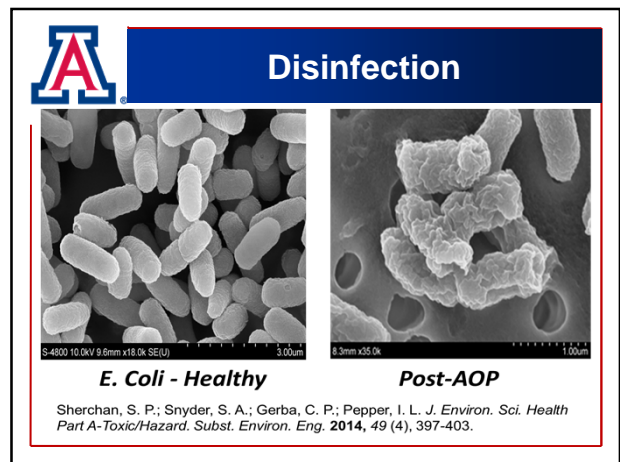 A
®
Disinfection
S-4800 10.0kV 9.6mm x18.0k SE(U) 3.00um
8.3mm x35.0k 1.00um
E. Coli - Healthy
Post-AOP
Sherchan, S. P.; Snyder, S. A.; Gerba, C. P.; Pepper, I. L. J. Environ. Sci. Health
Part A-Toxic/Hazard. Subst. Environ. Eng. 2014, 49 (4), 397-403.